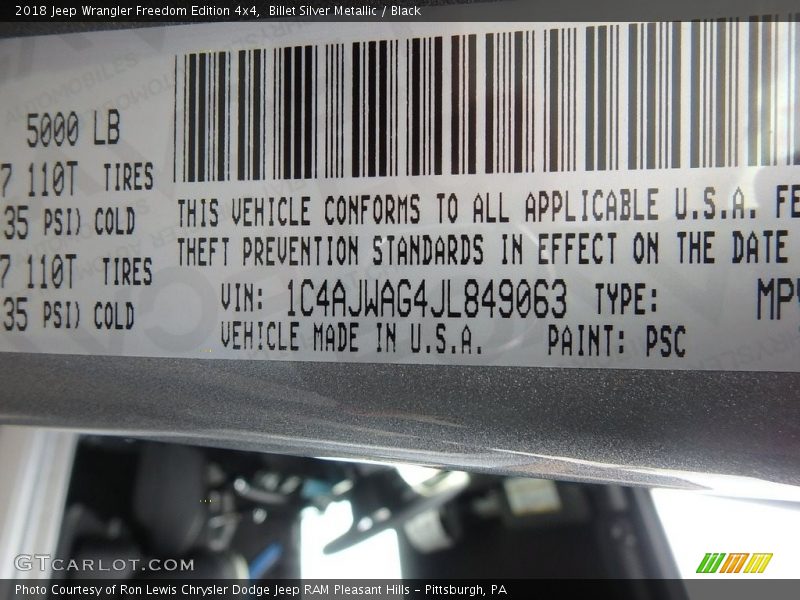 2018 Jeep Wrangler Freedom Edition 4x4, Billet Silver Metallic / Black
5000 LB
7 110T TIRES
35 PSI) COLD
7 110T TIRES
35 PSI) COLD
THIS VEHICLE CONFORMS TO ALL APPLICABLE U.S.A. FE
THEFT PREVENTION STANDARDS IN EFFECT ON THE DATE
VIN: 1C4AJWAG4JL849063 TYPE: MPV
VEHICLE MADE IN U.S.A. PAINT: PSC
GTCARLOT.COM
Photo Courtesy of Ron Lewis Chrysler Dodge Jeep RAM Pleasant Hills - Pittsburgh, PA